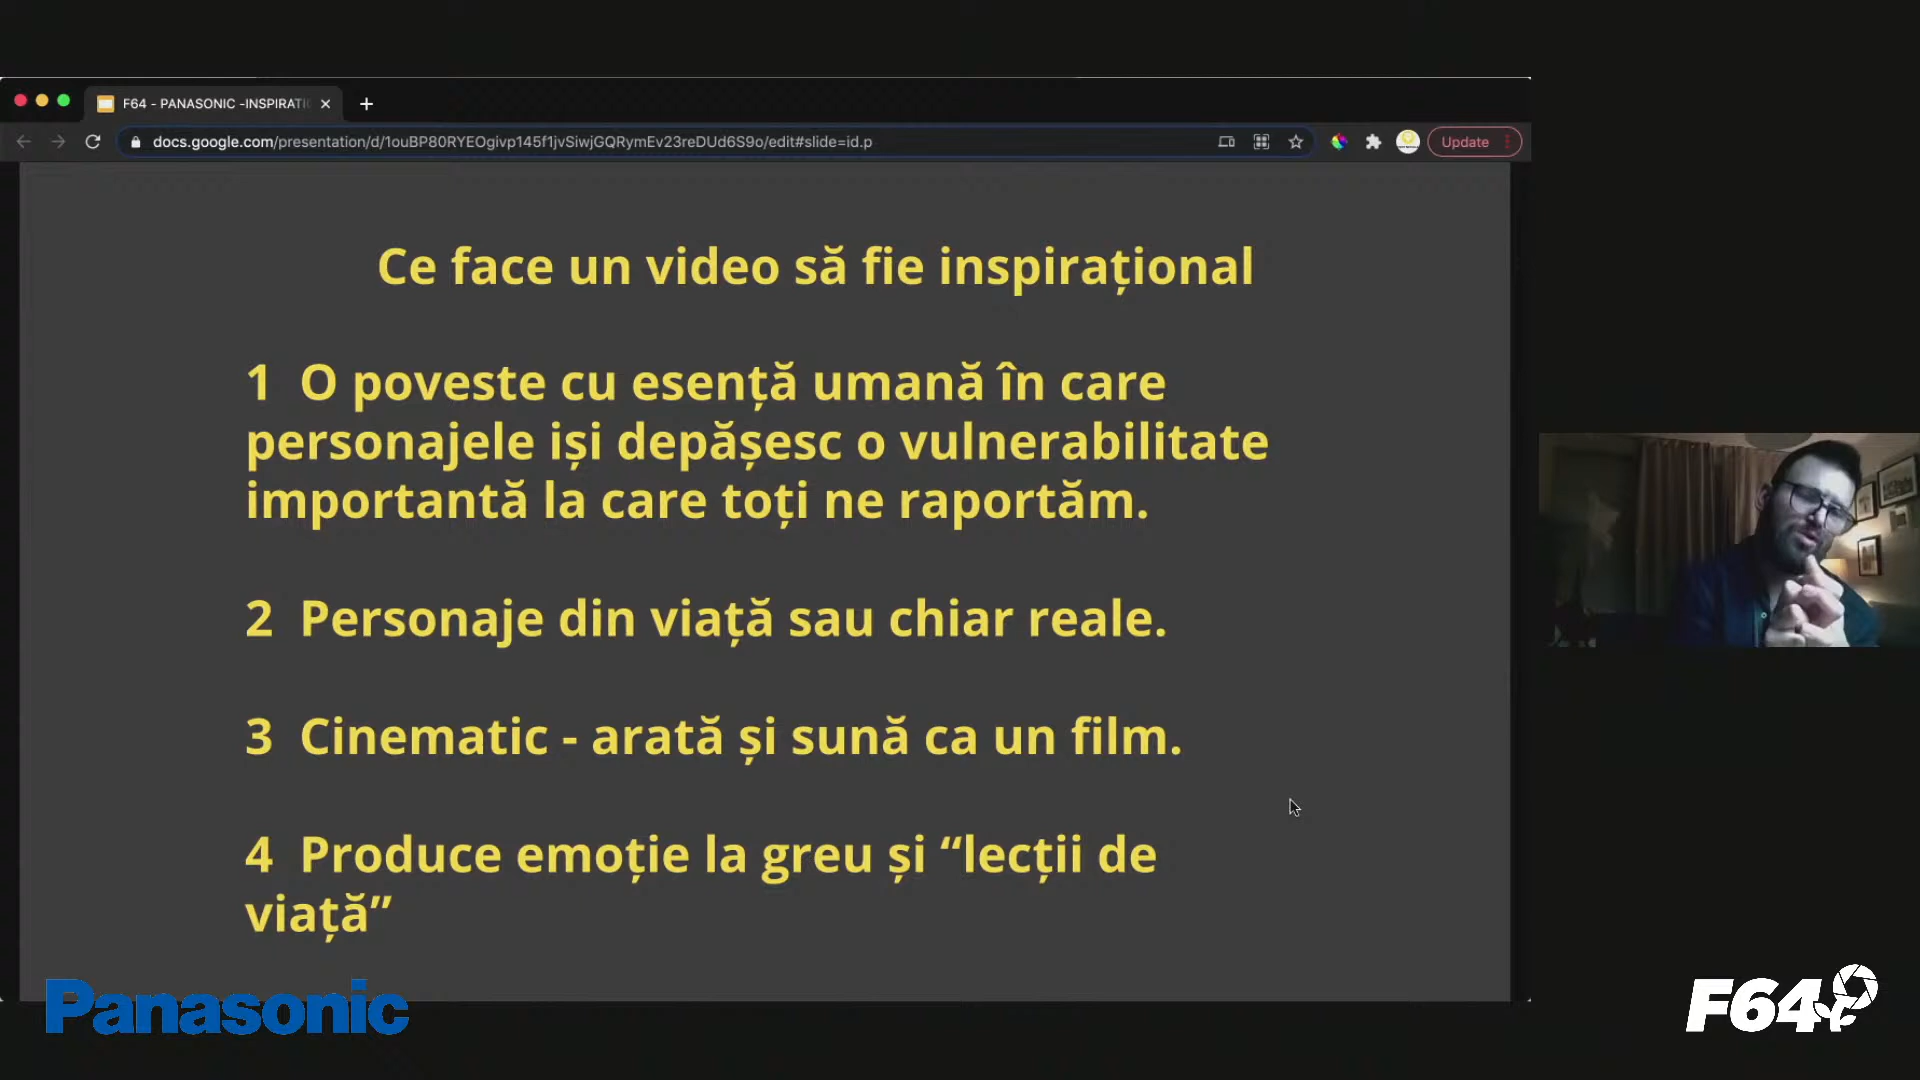 F64 - PANASONIC -INSPIRATI
docs.google.com/presentation/d/1ouBP80RYEOgivp145f1jvSiwjGQRymEv23reDUd6S9o/edit#slide=id.p
Update
Ce face un video să fie inspirațional
1 O poveste cu esență umană în care
personajele iși depășesc o vulnerabilitate
importantă la care toți ne raportăm.
2 Personaje din viață sau chiar reale.
3 Cinematic - arată și sună ca un film.
4 Produce emoție la greu și “lecții de
viață”
Panasonic
F64